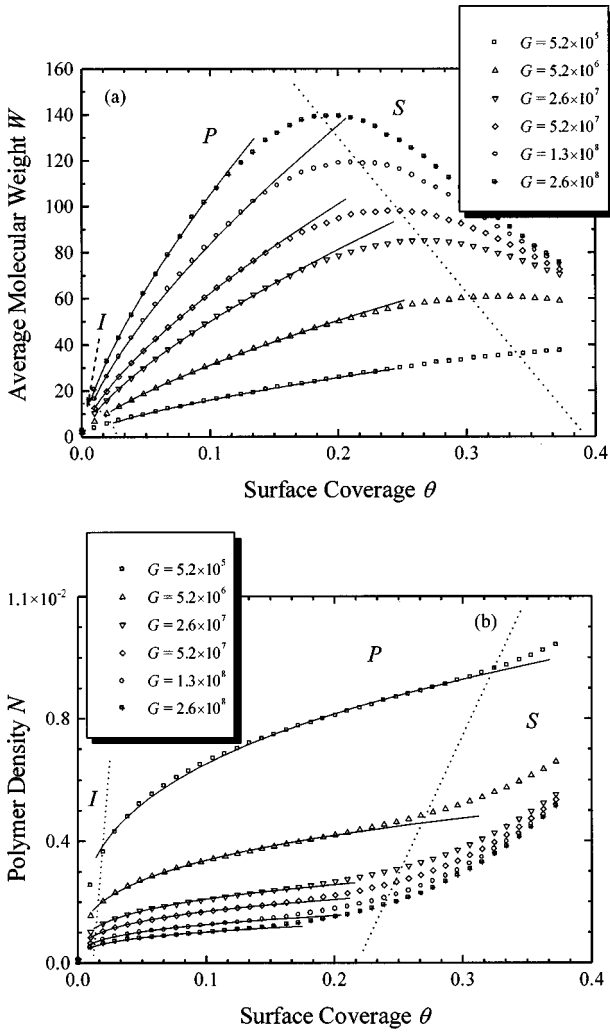 G = 5.2×10⁵
G = 5.2×10⁶
G = 2.6×10⁷
G = 5.2×10⁷
G = 1.3×10⁸
G = 2.6×10⁸
160
140
120
100
80
60
40
20
0
(a)
P
S
I
0.0
0.1
0.2
0.3
0.4
Average Molecular Weight W
Surface Coverage θ
G = 5.2×10⁵
G = 5.2×10⁶
G = 2.6×10⁷
G = 5.2×10⁷
G = 1.3×10⁸
G = 2.6×10⁸
1.1×10⁻²
0.8
0.4
0.0
(b)
P
S
I
0.0
0.1
0.2
0.3
0.4
Polymer Density N
Surface Coverage θ